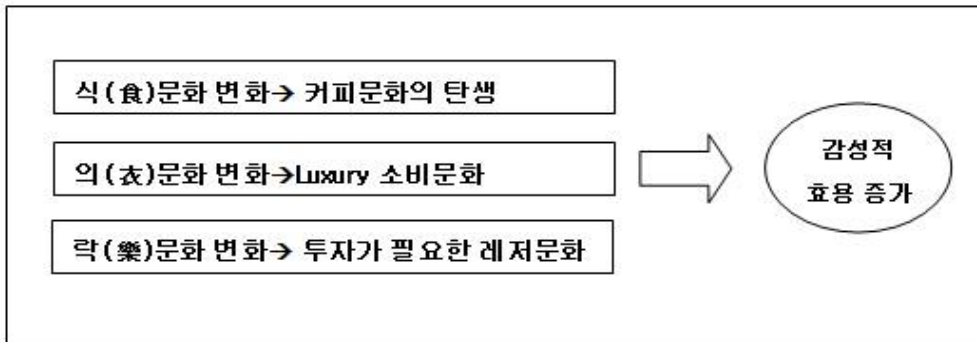 식(食)문화 변화→ 커피문화의 탄생
의(衣)문화 변화→Luxury 소비문화
락(樂)문화 변화→ 투자가 필요한 레저문화
감성적
효용 증가